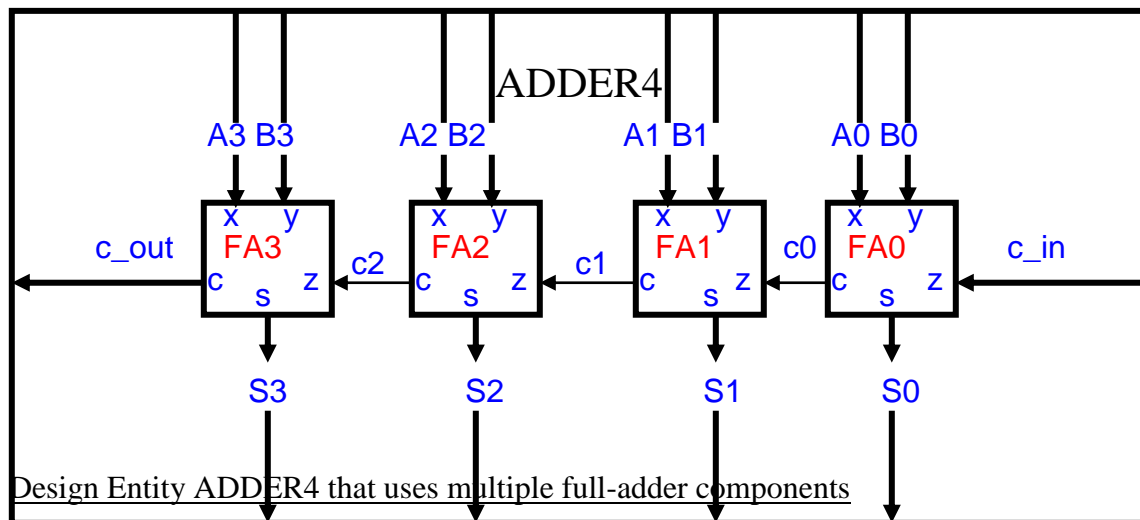 ADDER4
A3 B3 A2 B2 A1 B1 A0 B0
x y x y x y x y
c_out FA3 c2 FA2 c1 FA1 c0 FA0 c_in
c s z c s z c s z c s z
S3 S2 S1 S0
Design Entity ADDER4 that uses multiple full-adder components